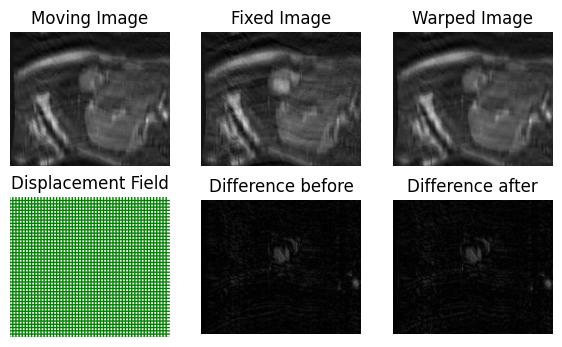 Moving Image
Fixed Image
Warped Image
Displacement Field
Difference before
Difference after